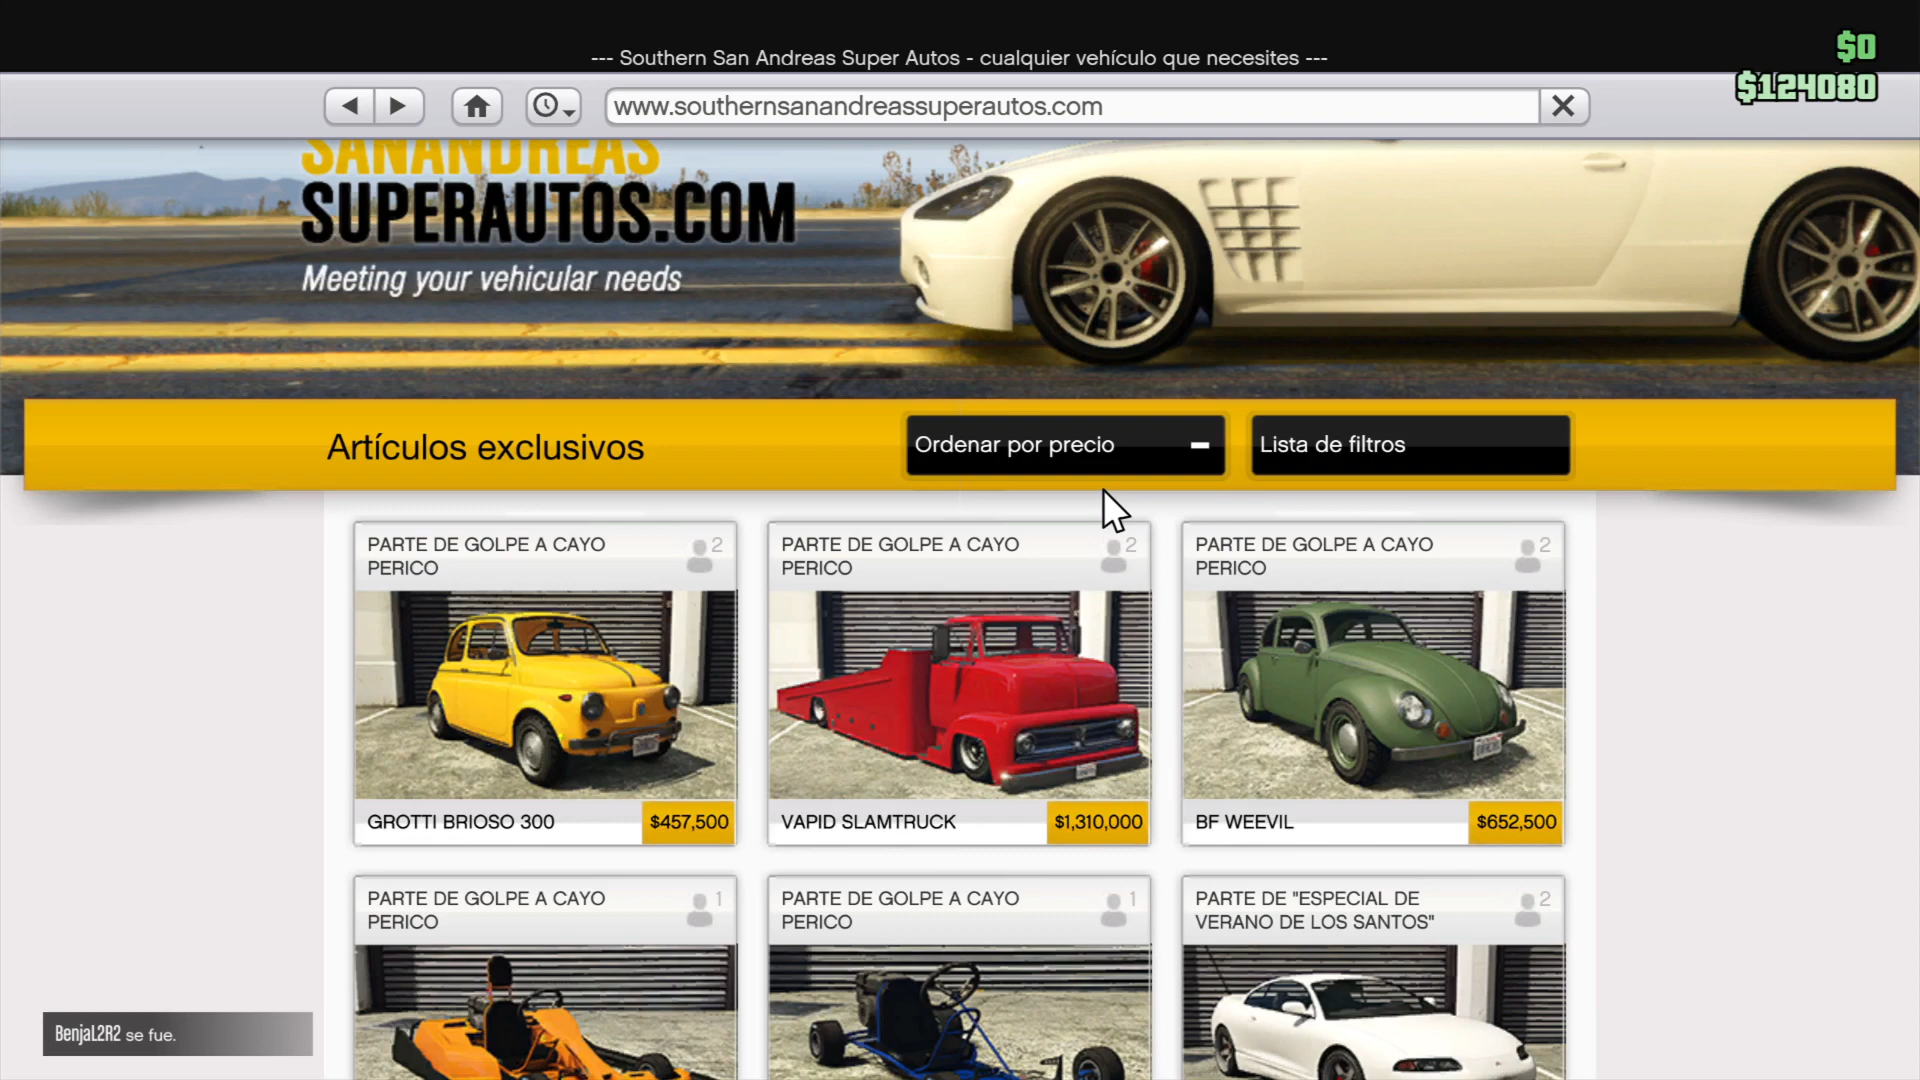 --- Southern San Andreas Super Autos - cualquier vehículo que necesites ---
$0
$124080
www.southernsanandreassuperautos.com
SANANDREAS
SUPERAUTOS.COM
Meeting your vehicular needs
Artículos exclusivos
Ordenar por precio
Lista de filtros
PARTE DE GOLPE A CAYO
PERICO
2
GROTTI BRIOSO 300
$457,500
PARTE DE GOLPE A CAYO
PERICO
2
VAPID SLAMTRUCK
$1,310,000
PARTE DE GOLPE A CAYO
PERICO
2
BF WEEVIL
$652,500
PARTE DE GOLPE A CAYO
PERICO
1
PARTE DE GOLPE A CAYO
PERICO
1
PARTE DE "ESPECIAL DE
VERANO DE LOS SANTOS"
2
BenjaL2R2 se fue.